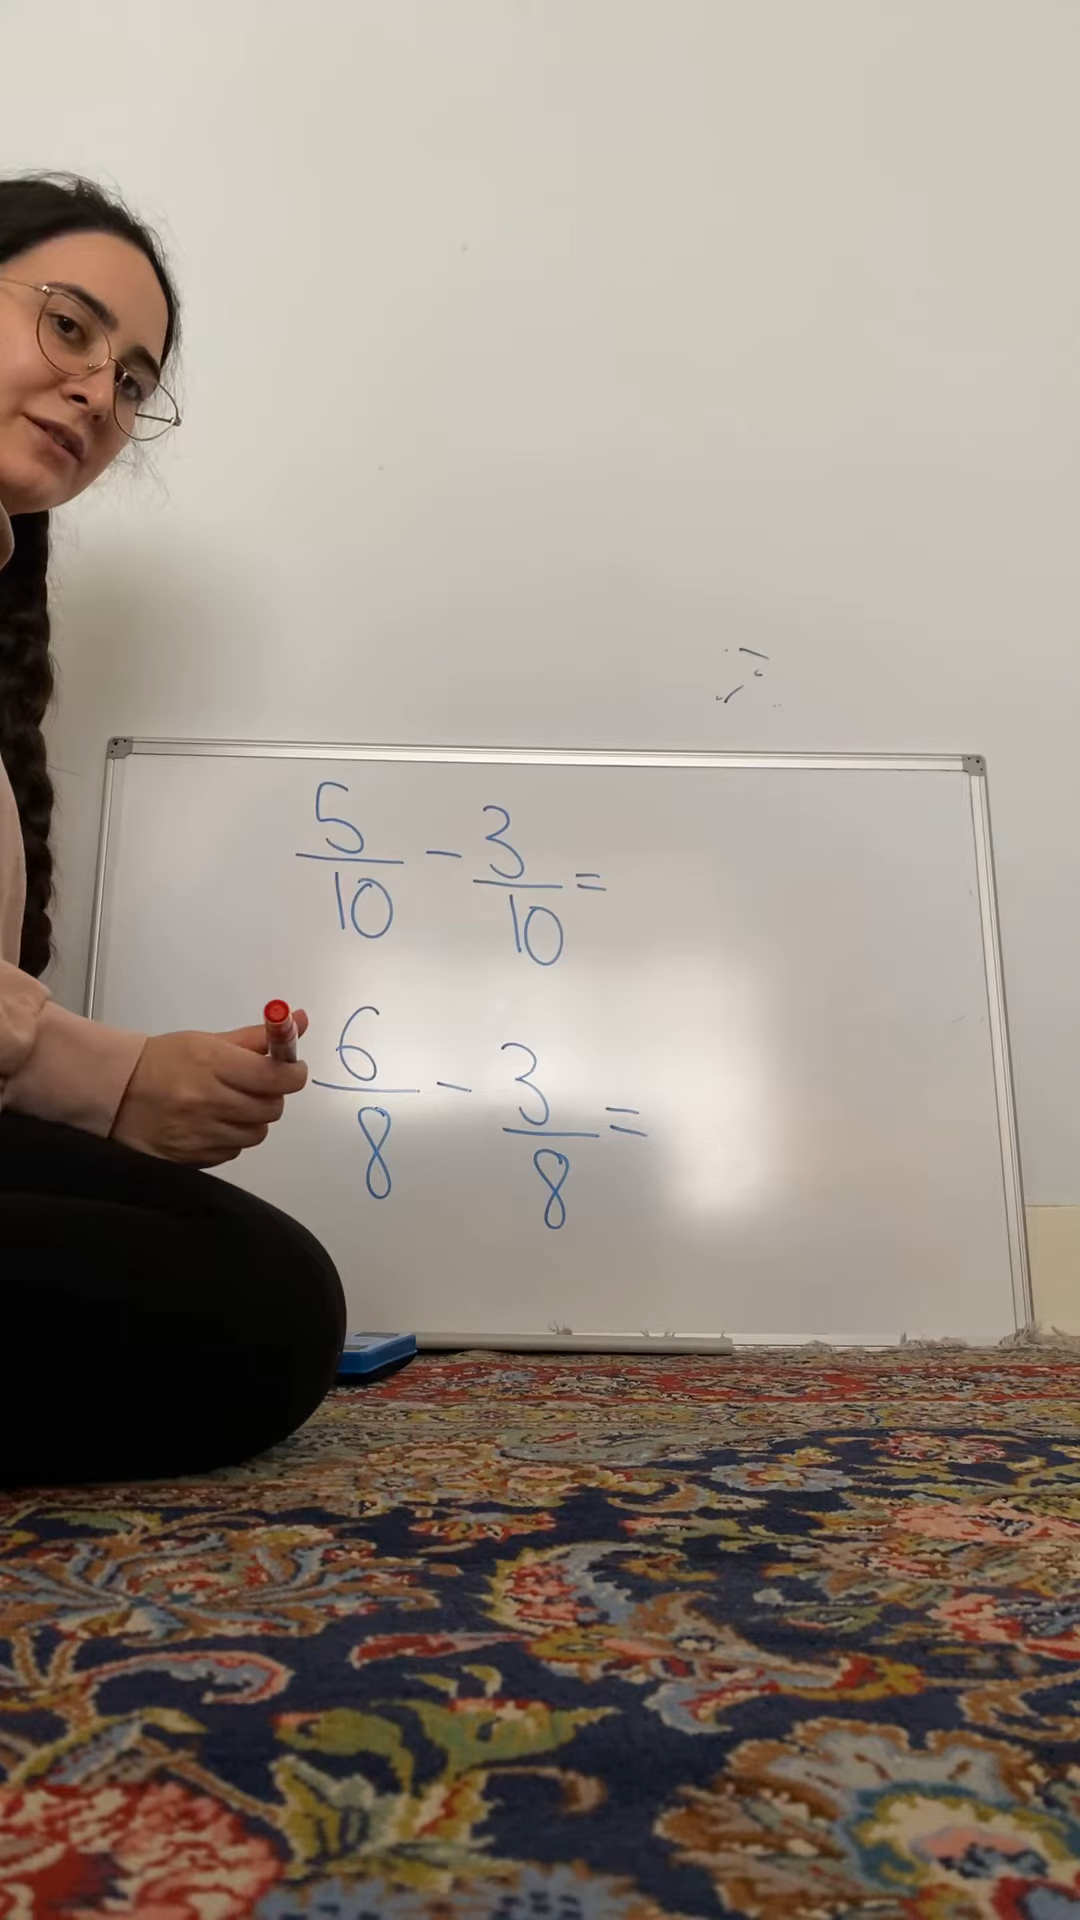 5/10 - 3/10 =
6/8 - 3/8 =